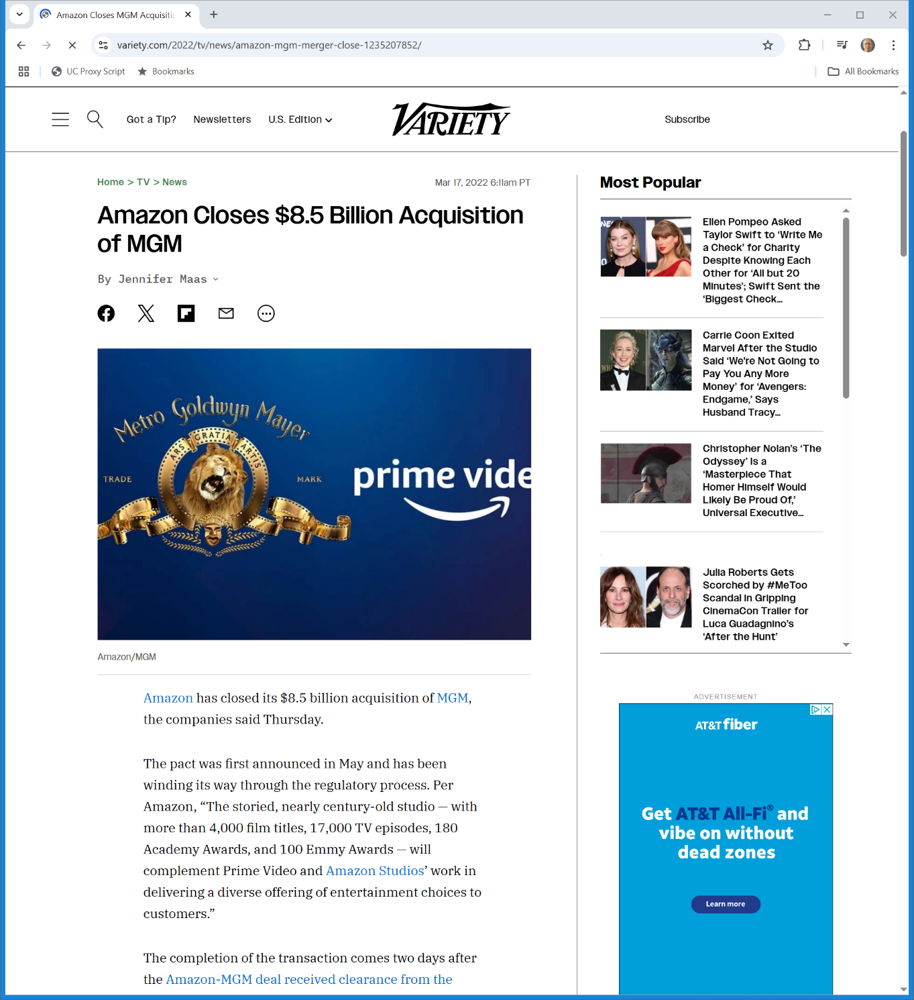 Amazon Closes MGM Acquisitio
variety.com/2022/tv/news/amazon-mgm-merger-close-1235207852/
UC Proxy Script
Bookmarks
All Bookmarks
Got a Tip?
Newsletters
U.S. Edition
VARIETY
Subscribe
Home > TV > News
Mar 17, 2022 6:11am PT
Amazon Closes $8.5 Billion Acquisition
of MGM
By Jennifer Maas
Metro Goldwyn Mayer
ARS GRATIA ARTIS
TRADE
MARK
prime vide
Amazon/MGM
Amazon has closed its $8.5 billion acquisition of MGM,
the companies said Thursday.
The pact was first announced in May and has been
winding its way through the regulatory process. Per
Amazon, “The storied, nearly century-old studio — with
more than 4,000 film titles, 17,000 TV episodes, 180
Academy Awards, and 100 Emmy Awards — will
complement Prime Video and Amazon Studios’ work in
delivering a diverse offering of entertainment choices to
customers.”
The completion of the transaction comes two days after
the Amazon-MGM deal received clearance from the
Most Popular
Ellen Pompeo Asked
Taylor Swift to ‘Write Me
a Check’ for Charity
Despite Knowing Each
Other for ‘All but 20
Minutes’; Swift Sent the
‘Biggest Check...
Carrie Coon Exited
Marvel After the Studio
Said ‘We're Not Going to
Pay You Any More
Money’ for ‘Avengers:
Endgame,’ Says
Husband Tracy...
Christopher Nolan’s ‘The
Odyssey’ Is a
‘Masterpiece That
Homer Himself Would
Likely Be Proud Of,’
Universal Executive...
Julia Roberts Gets
Scorched by #MeToo
Scandal in Gripping
CinemaCon Trailer for
Luca Guadagnino’s
‘After the Hunt’
ADVERTISEMENT
AT&T fiber
Get AT&T All-Fi® and
vibe on without
dead zones
Learn more